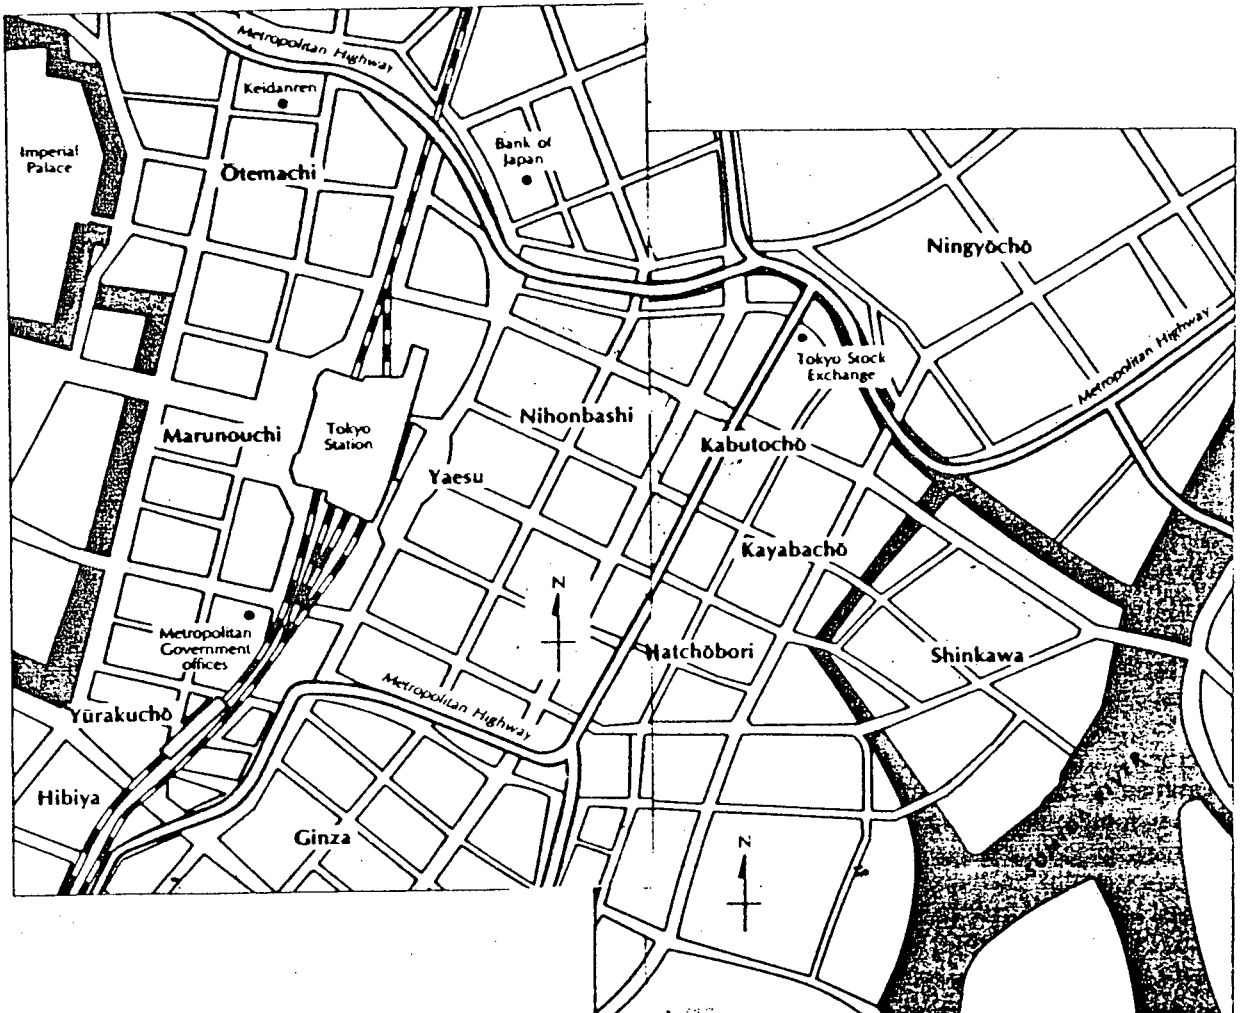 Metropolitan Highway
Keidanren
Bank of
Japan
Imperial
Palace
Ōtemachi
Ningyōchō
Metropolitan Highway
Tokyo Stock
Exchange
Nihonbashi
Marunouchi
Tokyo
Station
Kabutochō
Yaesu
Kayabachō
N
Metropolitan
Government
offices
Hatchōbori
Shinkawa
Metropolitan Highway
Yūrakuchō
Hibiya
Ginza
N